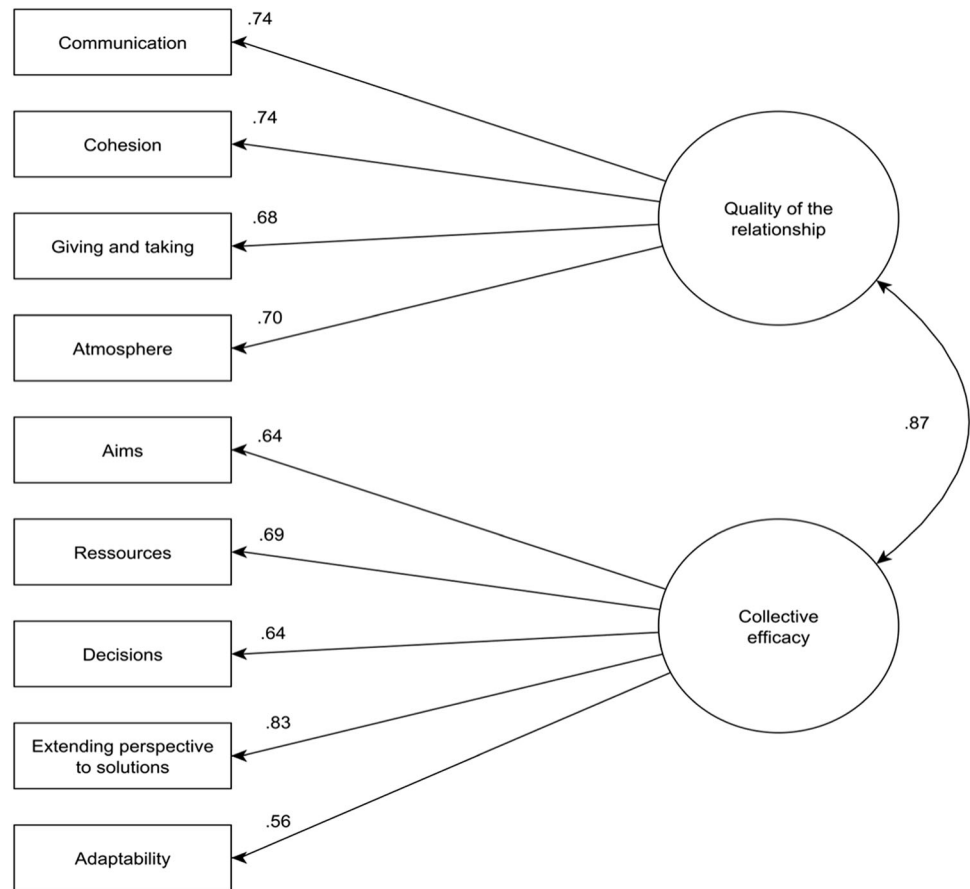 .74
Communication
.74
Cohesion
Quality of the
relationship
.68
Giving and taking
.70
Atmosphere
.87
.64
Aims
.69
Ressources
Collective
efficacy
.64
Decisions
.83
Extending perspective
to solutions
.56
Adaptability